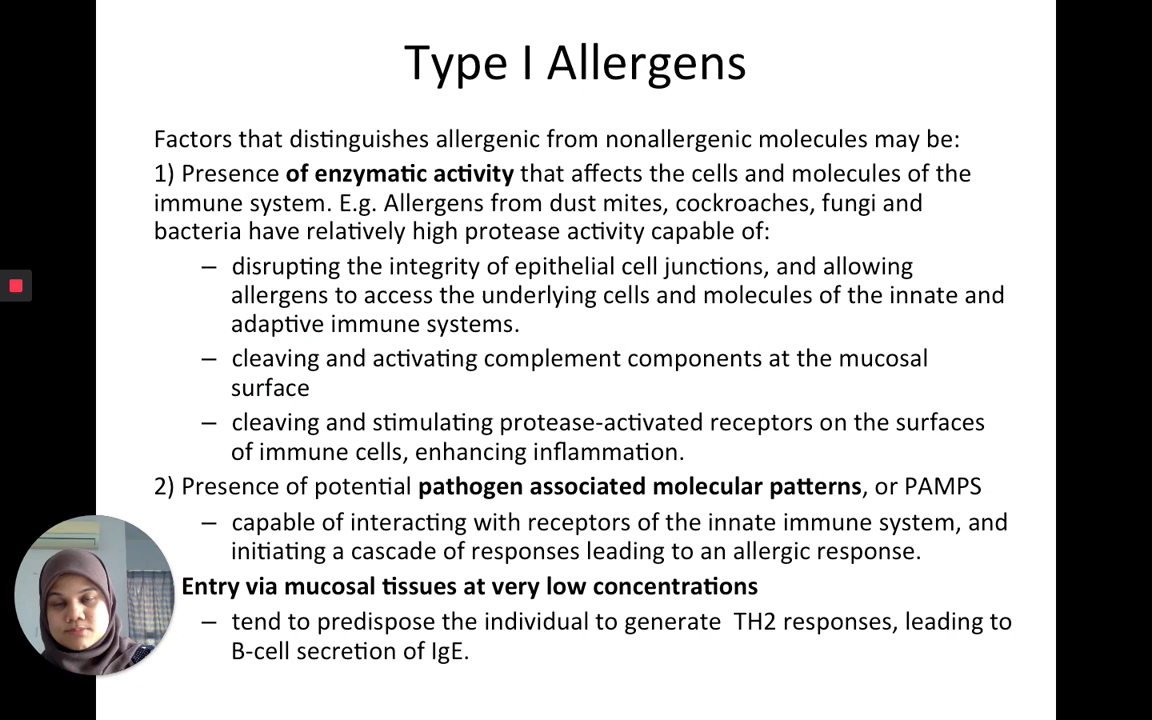 Type I Allergens
Factors that distinguishes allergenic from nonallergenic molecules may be:
1) Presence of enzymatic activity that affects the cells and molecules of the
immune system. E.g. Allergens from dust mites, cockroaches, fungi and
bacteria have relatively high protease activity capable of:
– disrupting the integrity of epithelial cell junctions, and allowing
allergens to access the underlying cells and molecules of the innate and
adaptive immune systems.
– cleaving and activating complement components at the mucosal
surface
– cleaving and stimulating protease-activated receptors on the surfaces
of immune cells, enhancing inflammation.
2) Presence of potential pathogen associated molecular patterns, or PAMPS
– capable of interacting with receptors of the innate immune system, and
initiating a cascade of responses leading to an allergic response.
Entry via mucosal tissues at very low concentrations
– tend to predispose the individual to generate  TH2 responses, leading to
B-cell secretion of IgE.